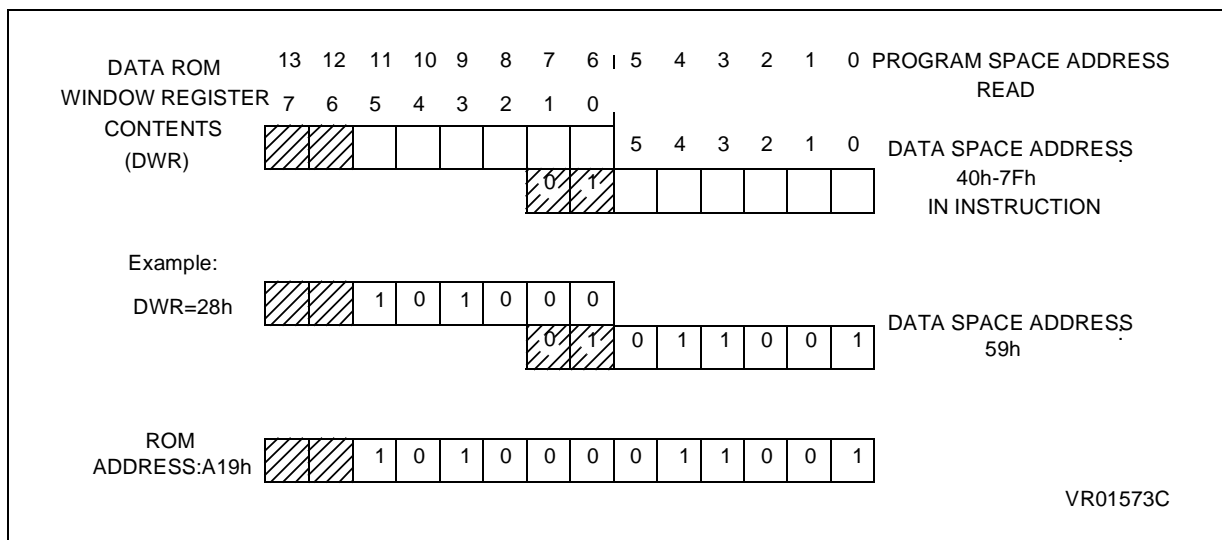 13 12 11 10 9 8 7 6 5 4 3 2 1 0 PROGRAM SPACE ADDRESS
READ
DATA ROM
WINDOW REGISTER 7 6 5 4 3 2 1 0
CONTENTS
(DWR)
5 4 3 2 1 0 DATA SPACE ADDRESS
:
0 1 40h-7Fh
IN INSTRUCTION
Example:
DWR=28h 1 0 1 0 0 0
DATA SPACE ADDRESS
:
0 1 0 1 1 0 0 1 59h
ROM
ADDRESS:A19h 1 0 1 0 0 0 0 1 1 0 0 1
VR01573C